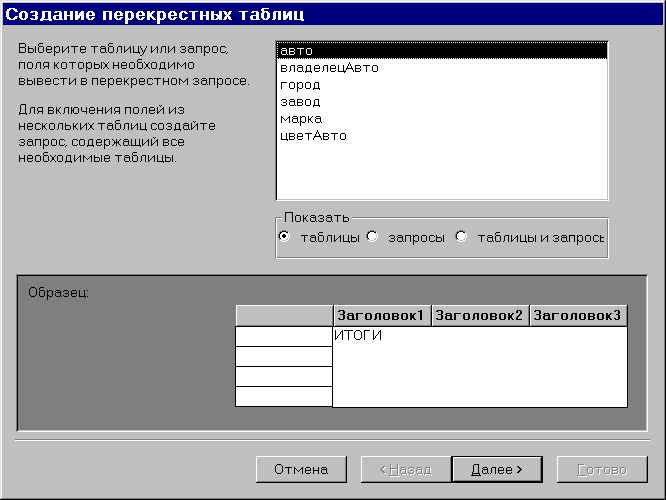 Создание перекрестных таблиц
Выберите таблицу или запрос,
поля которых необходимо
вывести в перекрестном запросе.
Для включения полей из
нескольких таблиц создайте
запрос, содержащий все
необходимые таблицы.
авто
владелецАвто
город
завод
марка
цветАвто
Показать
таблицы запросы таблицы и запросы
Образец:
Заголовок1 Заголовок2 Заголовок3
ИТОГИ
Отмена < Назад Далее > Готово